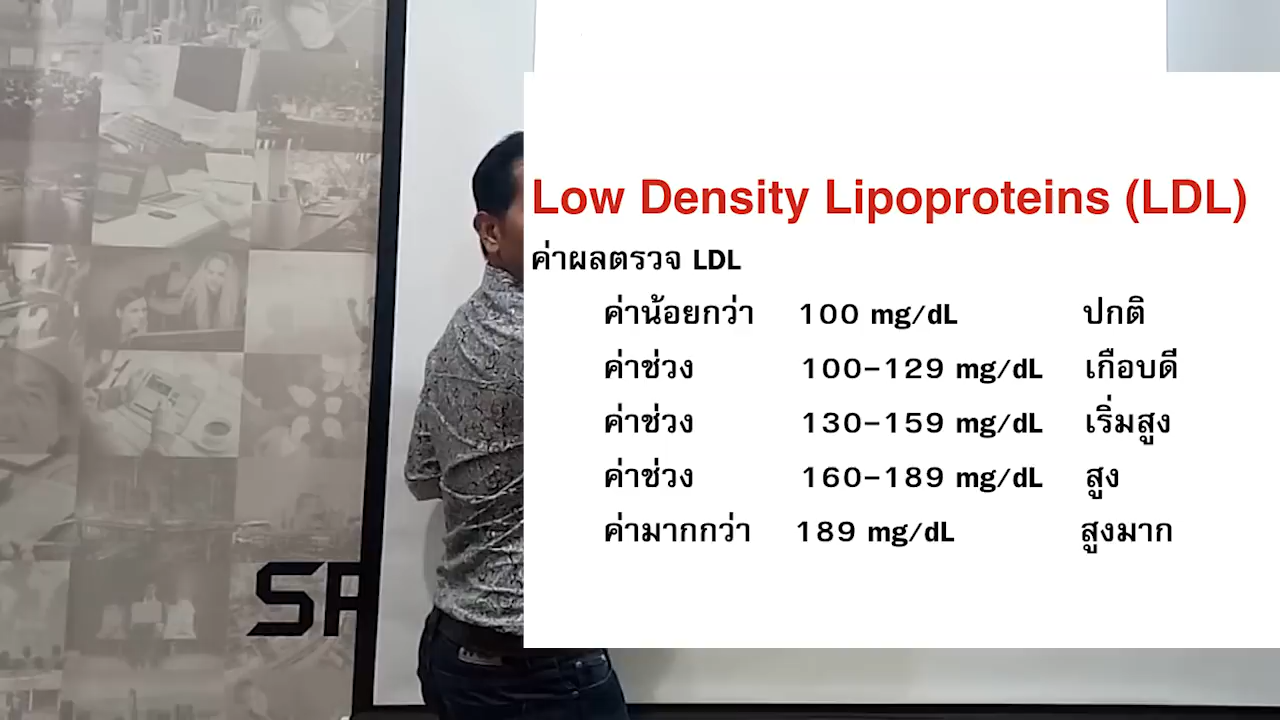 Low Density Lipoproteins (LDL)
ค่าผลตรวจ LDL
ค่าน้อยกว่า 100 mg/dL ปกติ
ค่าช่วง 100-129 mg/dL เกือบดี
ค่าช่วง 130-159 mg/dL เริ่มสูง
ค่าช่วง 160-189 mg/dL สูง
ค่ามากกว่า 189 mg/dL สูงมาก